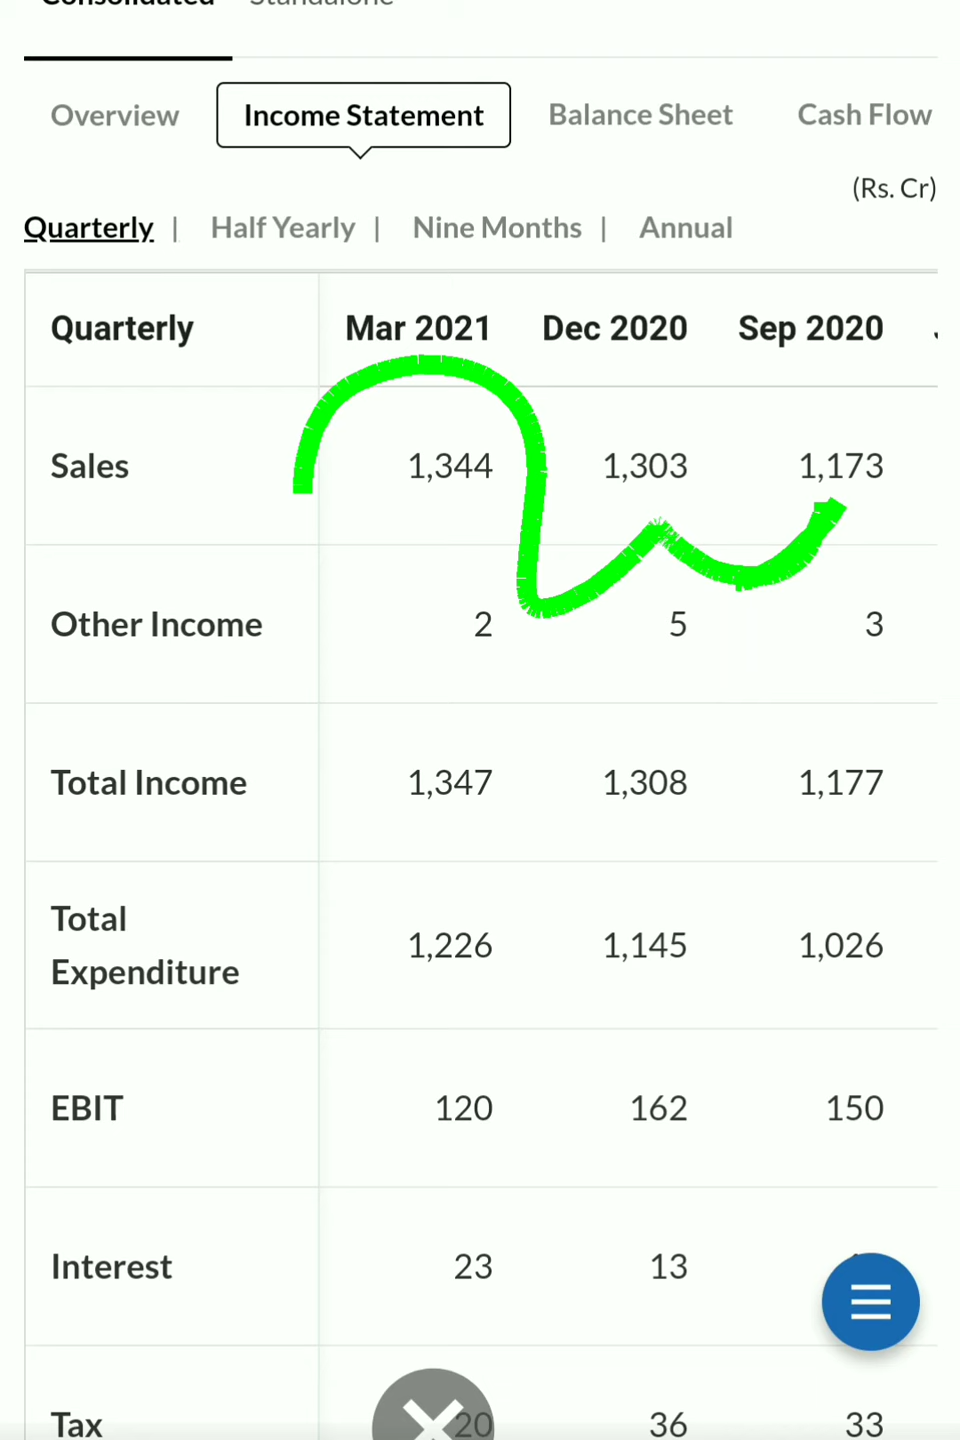 Consolidated Standalone
Overview Income Statement Balance Sheet Cash Flow
(Rs. Cr)
Quarterly | Half Yearly | Nine Months | Annual
Quarterly Mar 2021 Dec 2020 Sep 2020
Sales 1,344 1,303 1,173
Other Income 2 5 3
Total Income 1,347 1,308 1,177
Total
Expenditure 1,226 1,145 1,026
EBIT 120 162 150
Interest 23 13
Tax 20 36 33